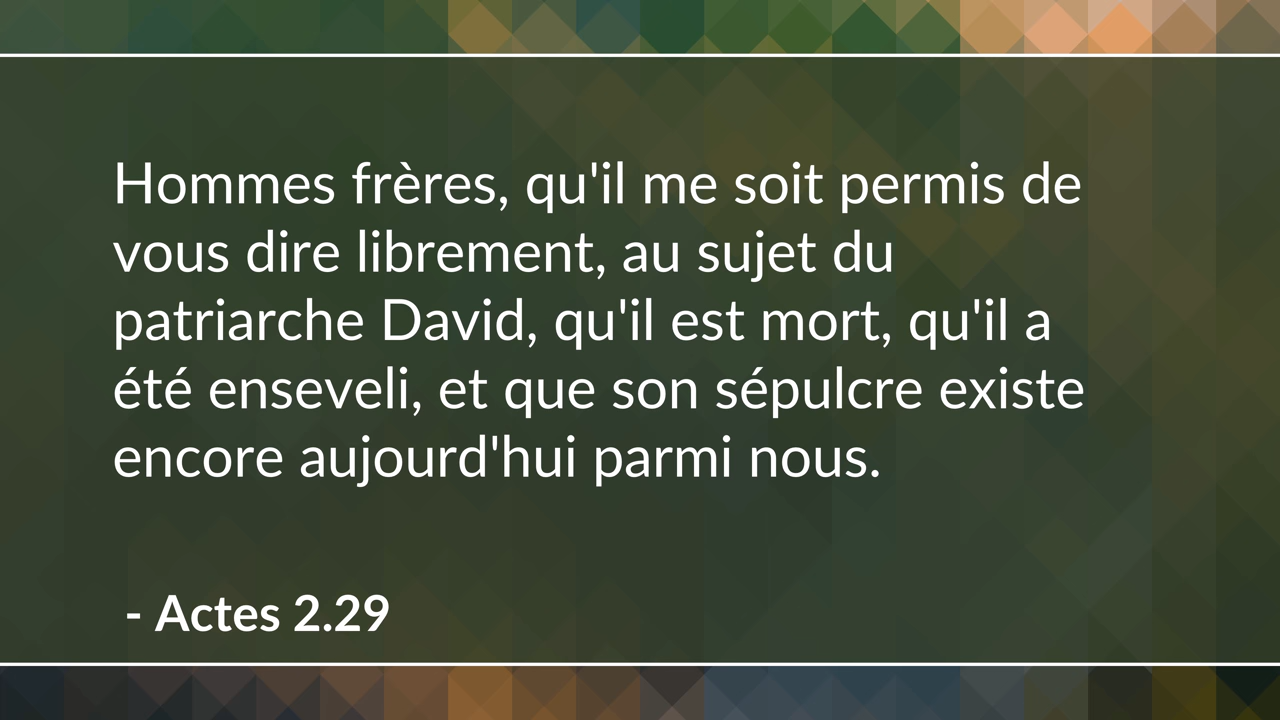 Hommes frères, qu'il me soit permis de
vous dire librement, au sujet du
patriarche David, qu'il est mort, qu'il a
été enseveli, et que son sépulcre existe
encore aujourd'hui parmi nous.
- Actes 2.29